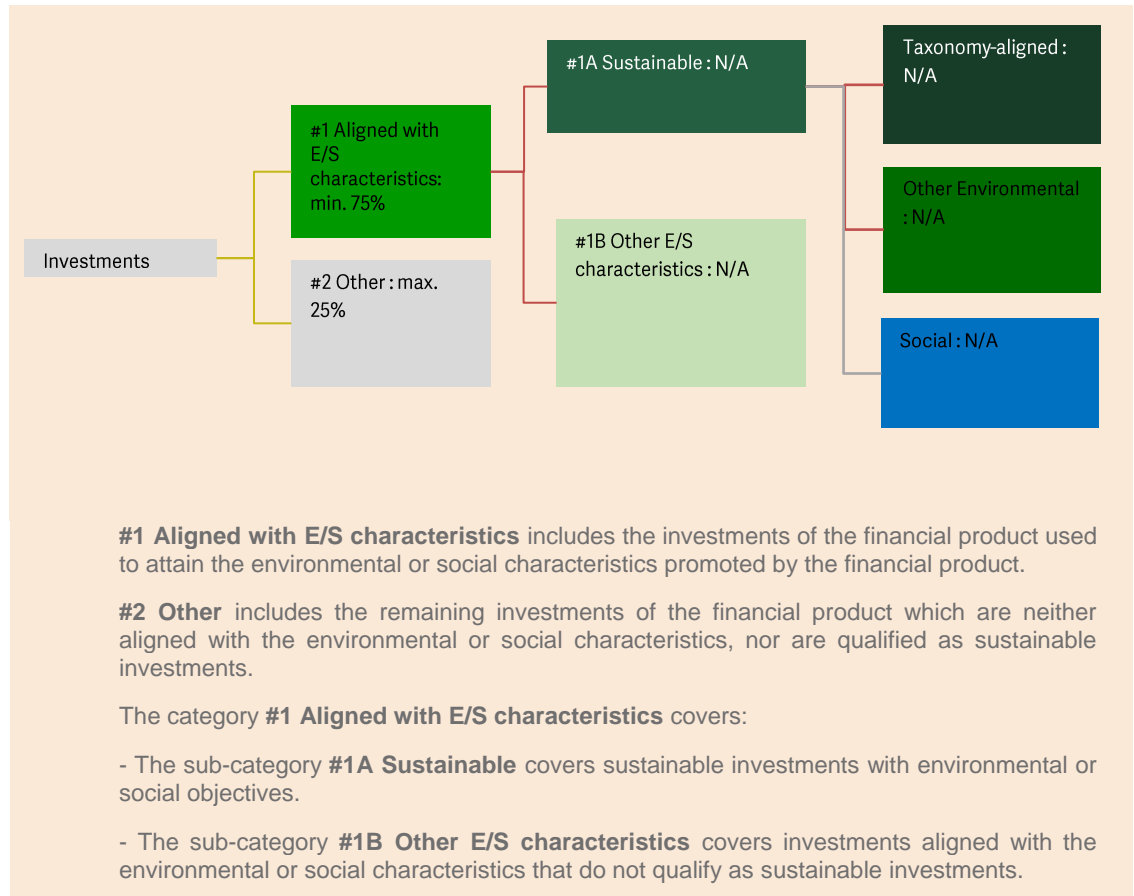 Investments
#1 Aligned with
E/S
characteristics:
min. 75%
#2 Other : max.
25%
#1A Sustainable : N/A
#1B Other E/S
characteristics : N/A
Taxonomy-aligned :
N/A
Other Environmental
: N/A
Social : N/A
#1 Aligned with E/S characteristics includes the investments of the financial product used
to attain the environmental or social characteristics promoted by the financial product.
#2 Other includes the remaining investments of the financial product which are neither
aligned with the environmental or social characteristics, nor are qualified as sustainable
investments.
The category #1 Aligned with E/S characteristics covers:
- The sub-category #1A Sustainable covers sustainable investments with environmental or
social objectives.
- The sub-category #1B Other E/S characteristics covers investments aligned with the
environmental or social characteristics that do not qualify as sustainable investments.